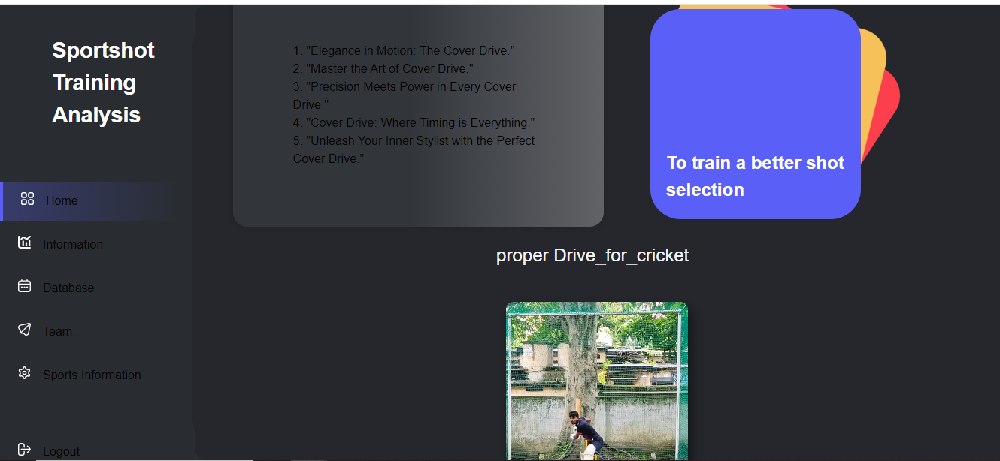 Sportshot
Training
Analysis
Home
Information
Database
Team.
Sports Information
Logout
1. "Elegance in Motion: The Cover Drive."
2. "Master the Art of Cover Drive."
3. "Precision Meets Power in Every Cover
Drive."
4. "Cover Drive: Where Timing is Everything."
5. "Unleash Your Inner Stylist with the Perfect
Cover Drive."
To train a better shot
selection
proper Drive_for_cricket